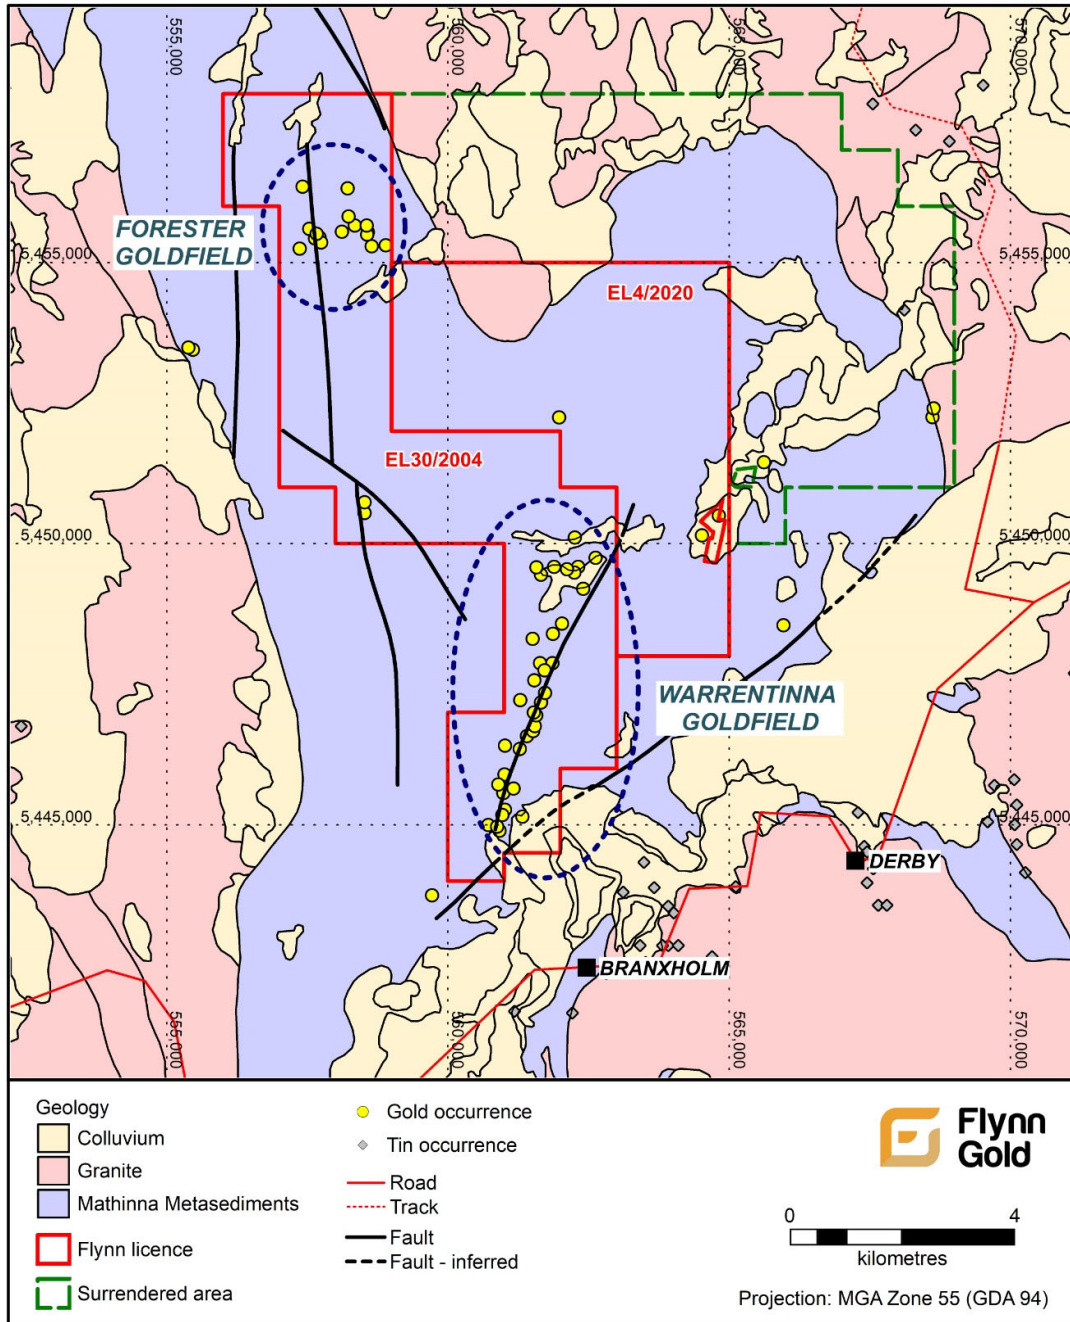 555,000
560,000
565,000
570,000
FORESTER
GOLDFIELD
5,455,000
5,455,000
EL4/2020
EL30/2004
5,450,000
5,450,000
WARRENTINNA
GOLDFIELD
5,445,000
5,445,000
DERBY
BRANXHOLM
555,000
560,000
565,000
570,000
Geology
Colluvium
Granite
Mathinna Metasediments
Flynn licence
Surrendered area
Gold occurrence
Tin occurrence
Road
Track
Fault
Fault - inferred
Flynn
Gold
0 4
kilometres
Projection: MGA Zone 55 (GDA 94)